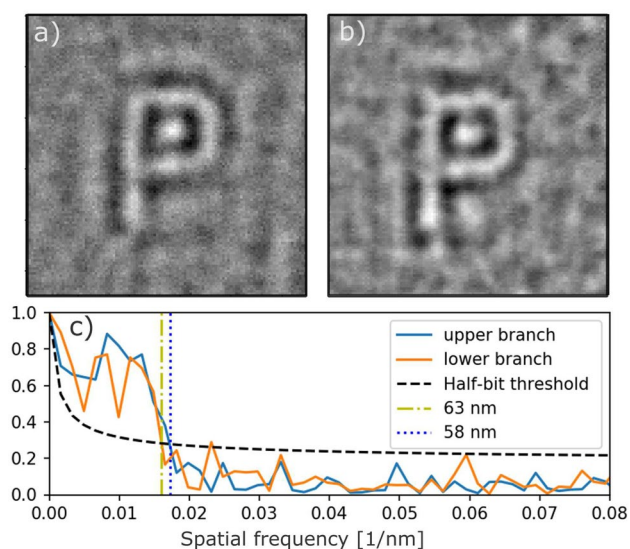 a)
b)
P
P
c)
1.0
0.8
0.6
0.4
0.2
0.0
upper branch
lower branch
Half-bit threshold
63 nm
58 nm
0.00 0.01 0.02 0.03 0.04 0.05 0.06 0.07 0.08
Spatial frequency [1/nm]